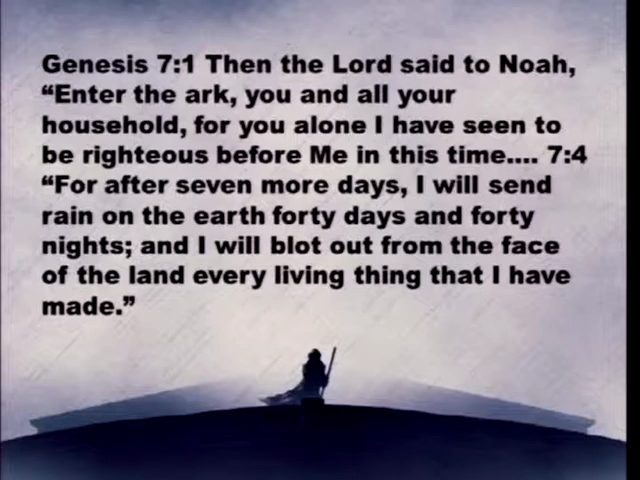 Genesis 7:1 Then the Lord said to Noah,
“Enter the ark, you and all your
household, for you alone I have seen to
be righteous before Me in this time.... 7:4
“For after seven more days, I will send
rain on the earth forty days and forty
nights; and I will blot out from the face
of the land every living thing that I have
made.”